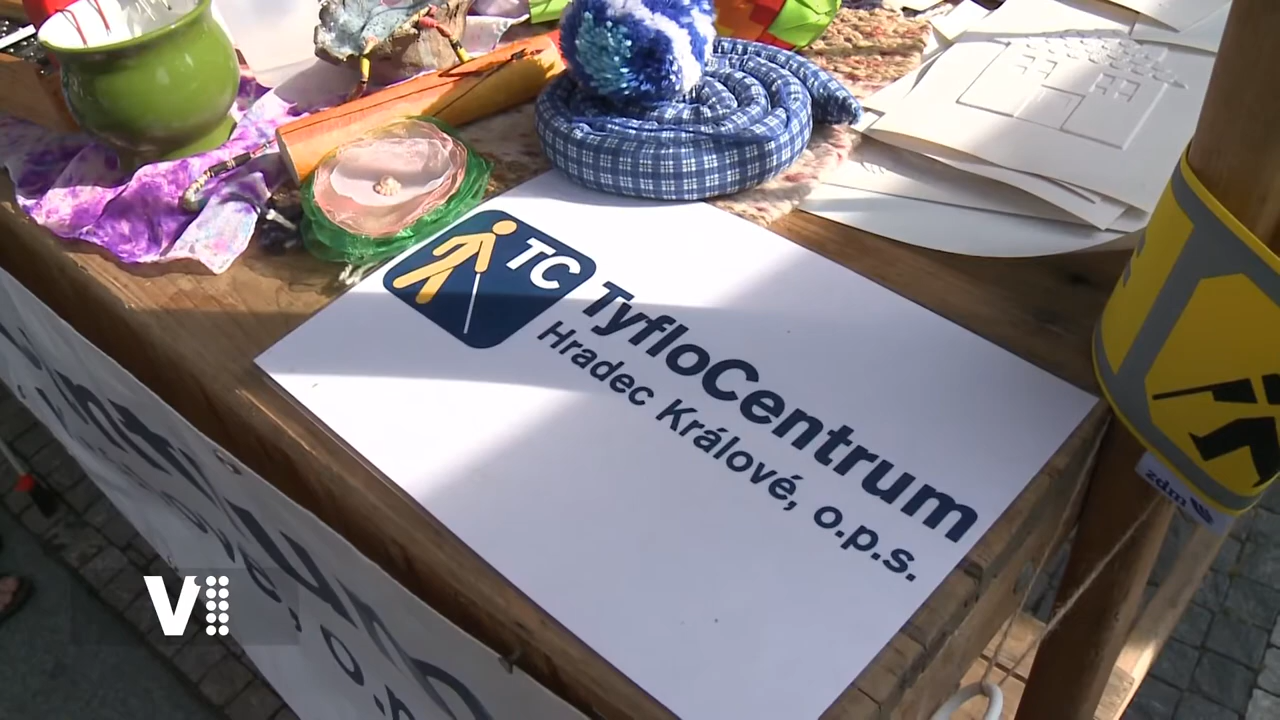 TC
TyfloCentrum
Hradec Králové, o.p.s.
zdm
V